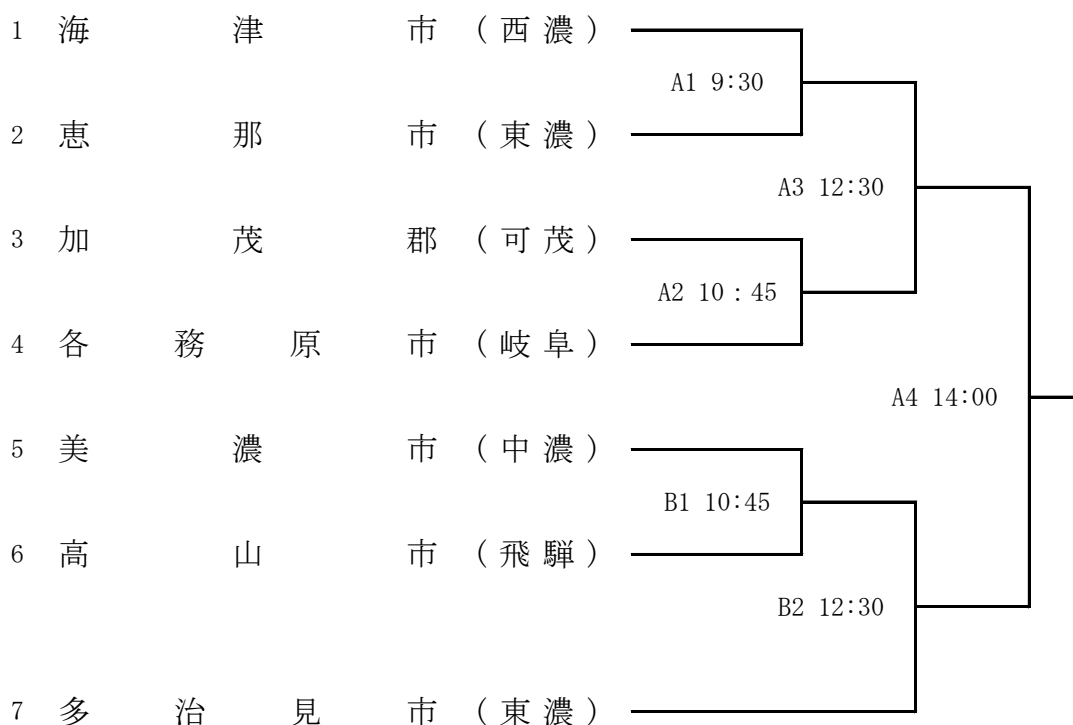 1 海津市（西濃）
A1 9:30
2 恵那市（東濃）
A3 12:30
3 加茂郡（可茂）
A2 10：45
4 各務原市（岐阜）
A4 14:00
5 美濃市（中濃）
B1 10:45
6 高山市（飛騨）
B2 12:30
7 多治見市（東濃）